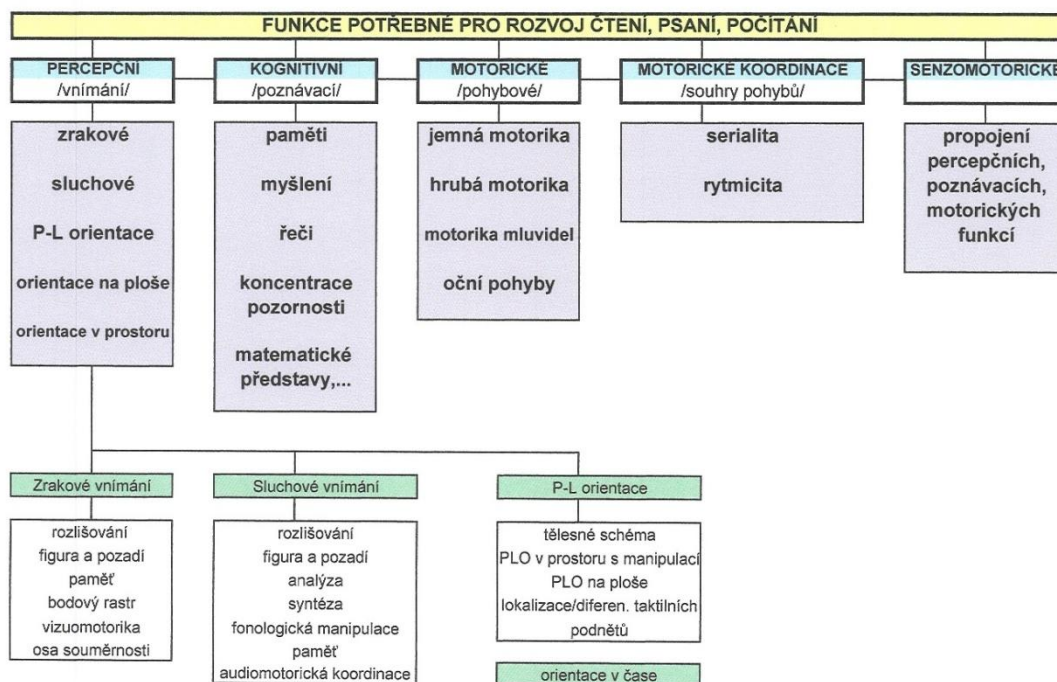 FUNKCE POTŘEBNÉ PRO ROZVOJ ČTENÍ, PSANÍ, POČÍTÁNÍ
PERCEPČNÍ
/vnímání/
KOGNITIVNÍ
/poznávací/
MOTORICKÉ
/pohybové/
MOTORICKÉ KOORDINACE
/souhry pohybů/
SENZOMOTORICKÉ
zrakové
sluchové
P-L orientace
orientace na ploše
orientace v prostoru
paměti
myšlení
řeči
koncentrace
pozornosti
matematické
představy,...
jemná motorika
hrubá motorika
motorika mluvidel
oční pohyby
serialita
rytmicita
propojení
percepčních,
poznávacích,
motorických
funkcí
Zrakové vnímání
rozlišování
figura a pozadí
paměť
bodový rastr
vizuomotorika
osa souměrnosti
Sluchové vnímání
rozlišování
figura a pozadí
analýza
syntéza
fonologická manipulace
paměť
audiomotorická koordinace
P-L orientace
tělesné schéma
PLO v prostoru s manipulací
PLO na ploše
lokalizace/diferen. taktilních
podnětů
orientace v čase